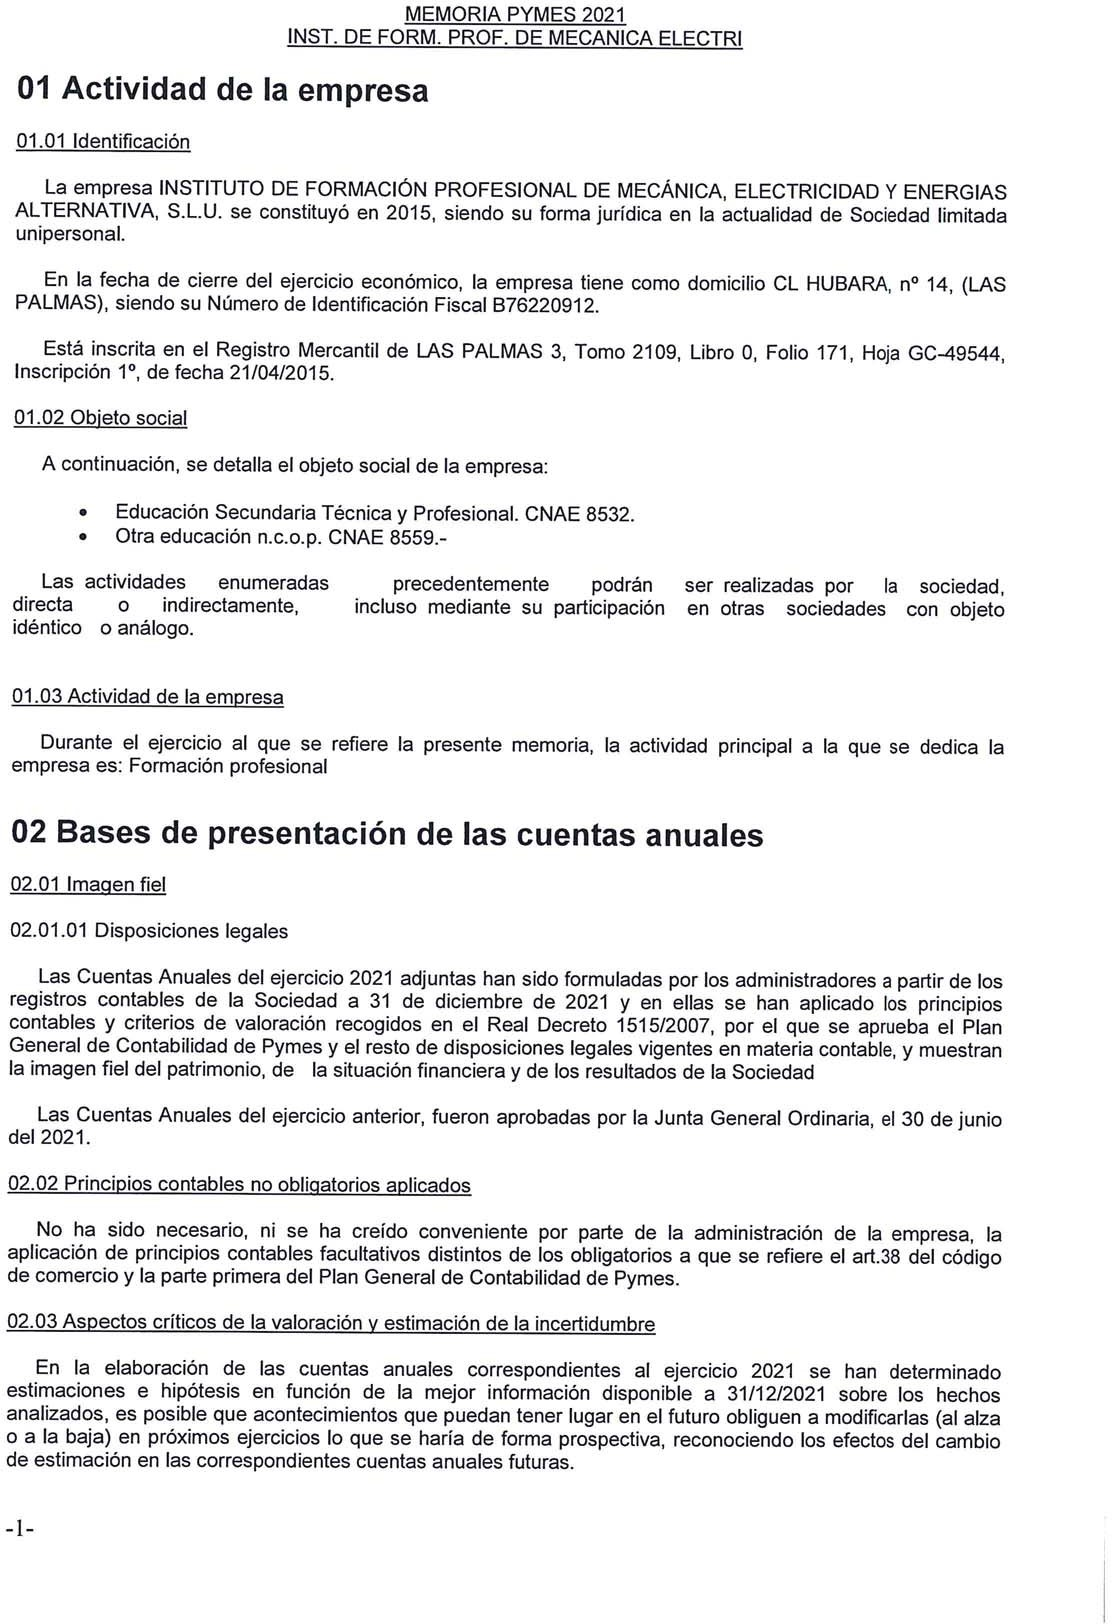 MEMORIA PYMES 2021
INST. DE FORM. PROF. DE MECANICA ELECTRI
01 Actividad de la empresa
01.01 Identificación
La empresa INSTITUTO DE FORMACIÓN PROFESIONAL DE MECÁNICA, ELECTRICIDAD Y ENERGIAS
ALTERNATIVA, S.L.U. se constituyó en 2015, siendo su forma jurídica en la actualidad de Sociedad limitada
unipersonal.
En la fecha de cierre del ejercicio económico, la empresa tiene como domicilio CL HUBARA, nº 14, (LAS
PALMAS), siendo su Número de Identificación Fiscal B76220912.
Está inscrita en el Registro Mercantil de LAS PALMAS 3, Tomo 2109, Libro 0, Folio 171, Hoja GC-49544,
Inscripción 1º, de fecha 21/04/2015.
01.02 Objeto social
A continuación, se detalla el objeto social de la empresa:
• Educación Secundaria Técnica y Profesional. CNAE 8532.
• Otra educación n.c.o.p. CNAE 8559.-
Las actividades enumeradas precedentemente podrán ser realizadas por la sociedad,
directa o indirectamente, incluso mediante su participación en otras sociedades con objeto
idéntico o análogo.
01.03 Actividad de la empresa
Durante el ejercicio al que se refiere la presente memoria, la actividad principal a la que se dedica la
empresa es: Formación profesional
02 Bases de presentación de las cuentas anuales
02.01 Imagen fiel
02.01.01 Disposiciones legales
Las Cuentas Anuales del ejercicio 2021 adjuntas han sido formuladas por los administradores a partir de los
registros contables de la Sociedad a 31 de diciembre de 2021 y en ellas se han aplicado los principios
contables y criterios de valoración recogidos en el Real Decreto 1515/2007, por el que se aprueba el Plan
General de Contabilidad de Pymes y el resto de disposiciones legales vigentes en materia contable, y muestran
la imagen fiel del patrimonio, de la situación financiera y de los resultados de la Sociedad
Las Cuentas Anuales del ejercicio anterior, fueron aprobadas por la Junta General Ordinaria, el 30 de junio
del 2021.
02.02 Principios contables no obligatorios aplicados
No ha sido necesario, ni se ha creído conveniente por parte de la administración de la empresa, la
aplicación de principios contables facultativos distintos de los obligatorios a que se refiere el art.38 del código
de comercio y la parte primera del Plan General de Contabilidad de Pymes.
02.03 Aspectos críticos de la valoración y estimación de la incertidumbre
En la elaboración de las cuentas anuales correspondientes al ejercicio 2021 se han determinado
estimaciones e hipótesis en función de la mejor información disponible a 31/12/2021 sobre los hechos
analizados, es posible que acontecimientos que puedan tener lugar en el futuro obliguen a modificarlas (al alza
o a la baja) en próximos ejercicios lo que se haría de forma prospectiva, reconociendo los efectos del cambio
de estimación en las correspondientes cuentas anuales futuras.
-1-